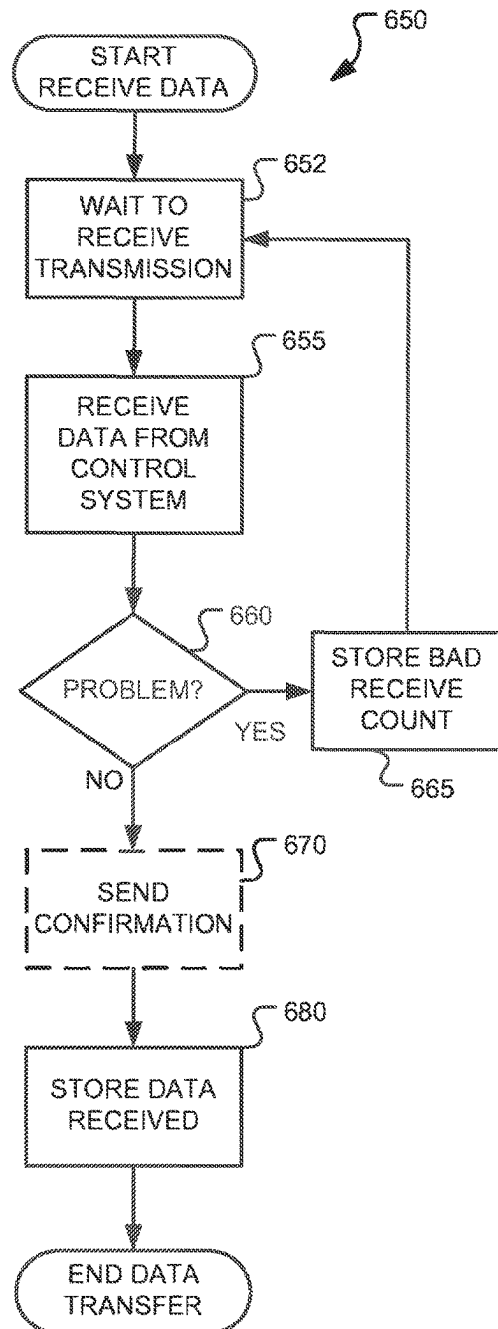 650
START
RECEIVE DATA
652
WAIT TO
RECEIVE
TRANSMISSION
655
RECEIVE
DATA FROM
CONTROL
SYSTEM
660
PROBLEM?
YES
STORE BAD
RECEIVE
COUNT
665
NO
670
SEND
CONFIRMATION
680
STORE DATA
RECEIVED
END DATA
TRANSFER